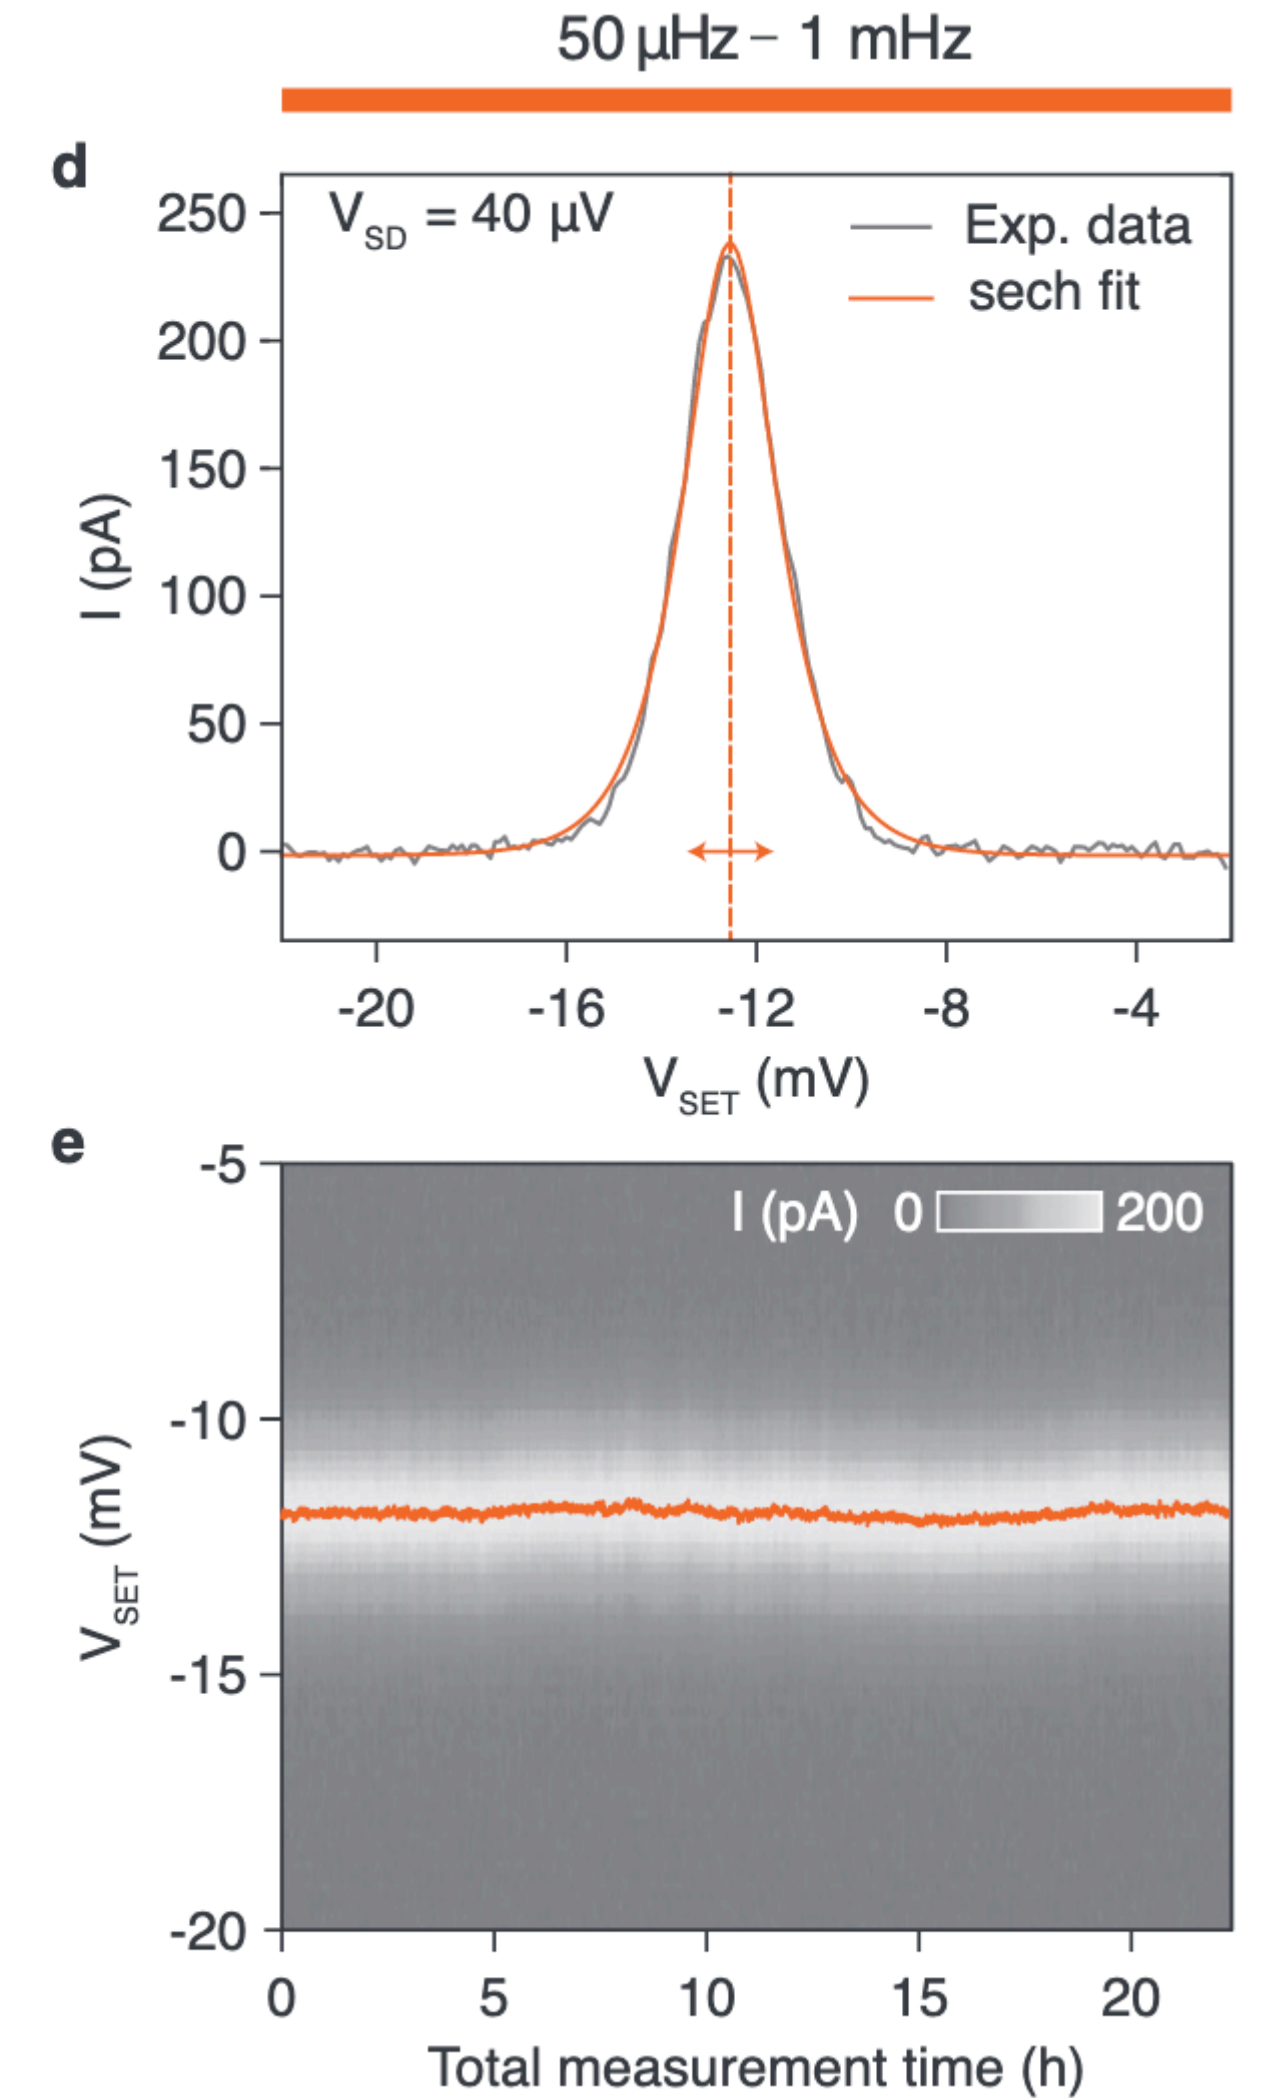 50 μHz – 1 mHz
d
V_SD = 40 μV
Exp. data
sech fit
250
200
150
100
50
0
I (pA)
-20 -16 -12 -8 -4
V_SET (mV)
e
I (pA) 0 200
-5
-10
-15
-20
V_SET (mV)
0 5 10 15 20
Total measurement time (h)